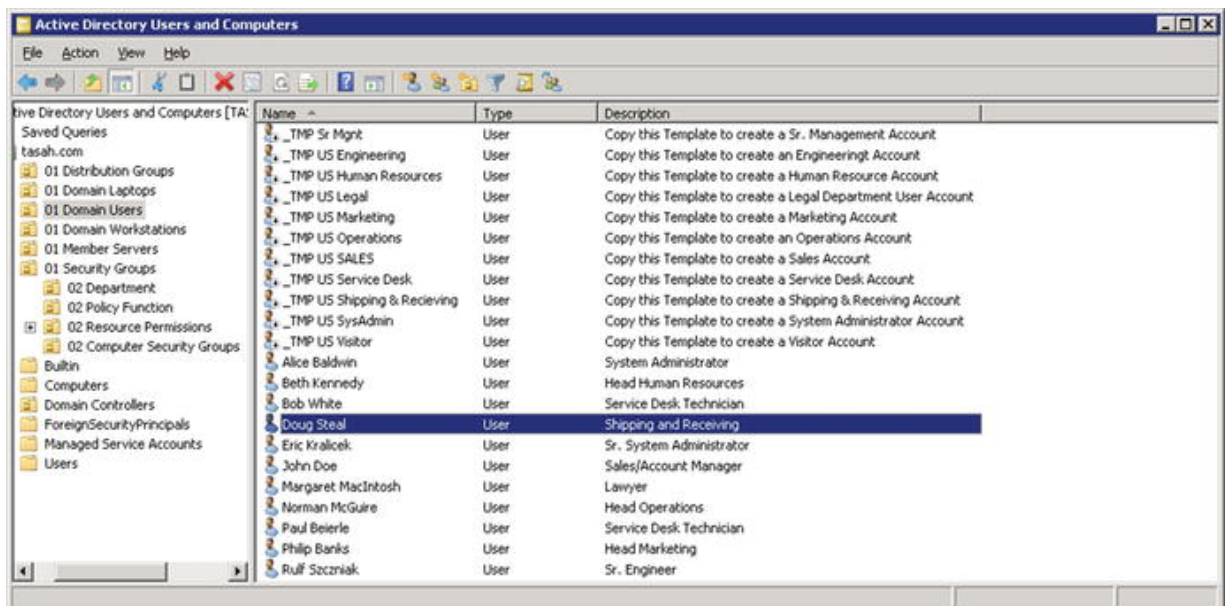 Active Directory Users and Computers
File Action View Help
tive Directory Users and Computers [TA:
Saved Queries
tasah.com
01 Distribution Groups
01 Domain Laptops
01 Domain Users
01 Domain Workstations
01 Member Servers
01 Security Groups
02 Department
02 Policy Function
02 Resource Permissions
02 Computer Security Groups
Builtin
Computers
Domain Controllers
ForeignSecurityPrincipals
Managed Service Accounts
Users
Name Type Description
_TMP Sr Mgnt User Copy this Template to create a Sr. Management Account
_TMP US Engineering User Copy this Template to create an Engineeringt Account
_TMP US Human Resources User Copy this Template to create a Human Resource Account
_TMP US Legal User Copy this Template to create a Legal Department User Account
_TMP US Marketing User Copy this Template to create a Marketing Account
_TMP US Operations User Copy this Template to create an Operations Account
_TMP US SALES User Copy this Template to create a Sales Account
_TMP US Service Desk User Copy this Template to create a Service Desk Account
_TMP US Shipping & Recieving User Copy this Template to create a Shipping & Receiving Account
_TMP US SysAdmin User Copy this Template to create a System Administrator Account
_TMP US Visitor User Copy this Template to create a Visitor Account
Alice Baldwin User System Administrator
Beth Kennedy User Head Human Resources
Bob White User Service Desk Technician
Doug Steal User Shipping and Receiving
Eric Kralicek User Sr. System Administrator
John Doe User Sales/Account Manager
Margaret MacIntosh User Lawyer
Norman McGuire User Head Operations
Paul Beierle User Service Desk Technician
Philip Banks User Head Marketing
Rulf Szczniak User Sr. Engineer